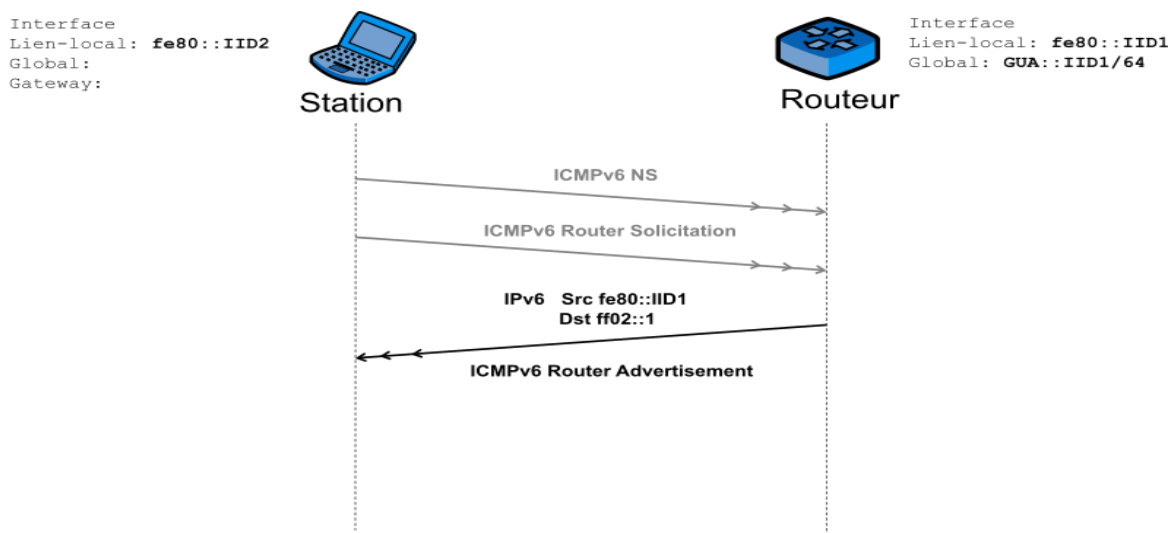 Interface
Lien-local: fe80::IID2
Global:
Gateway:
Station
Interface
Lien-local: fe80::IID1
Global: GUA::IID1/64
Routeur
ICMPv6 NS
ICMPv6 Router Solicitation
IPv6 Src fe80::IID1
Dst ff02::1
ICMPv6 Router Advertisement